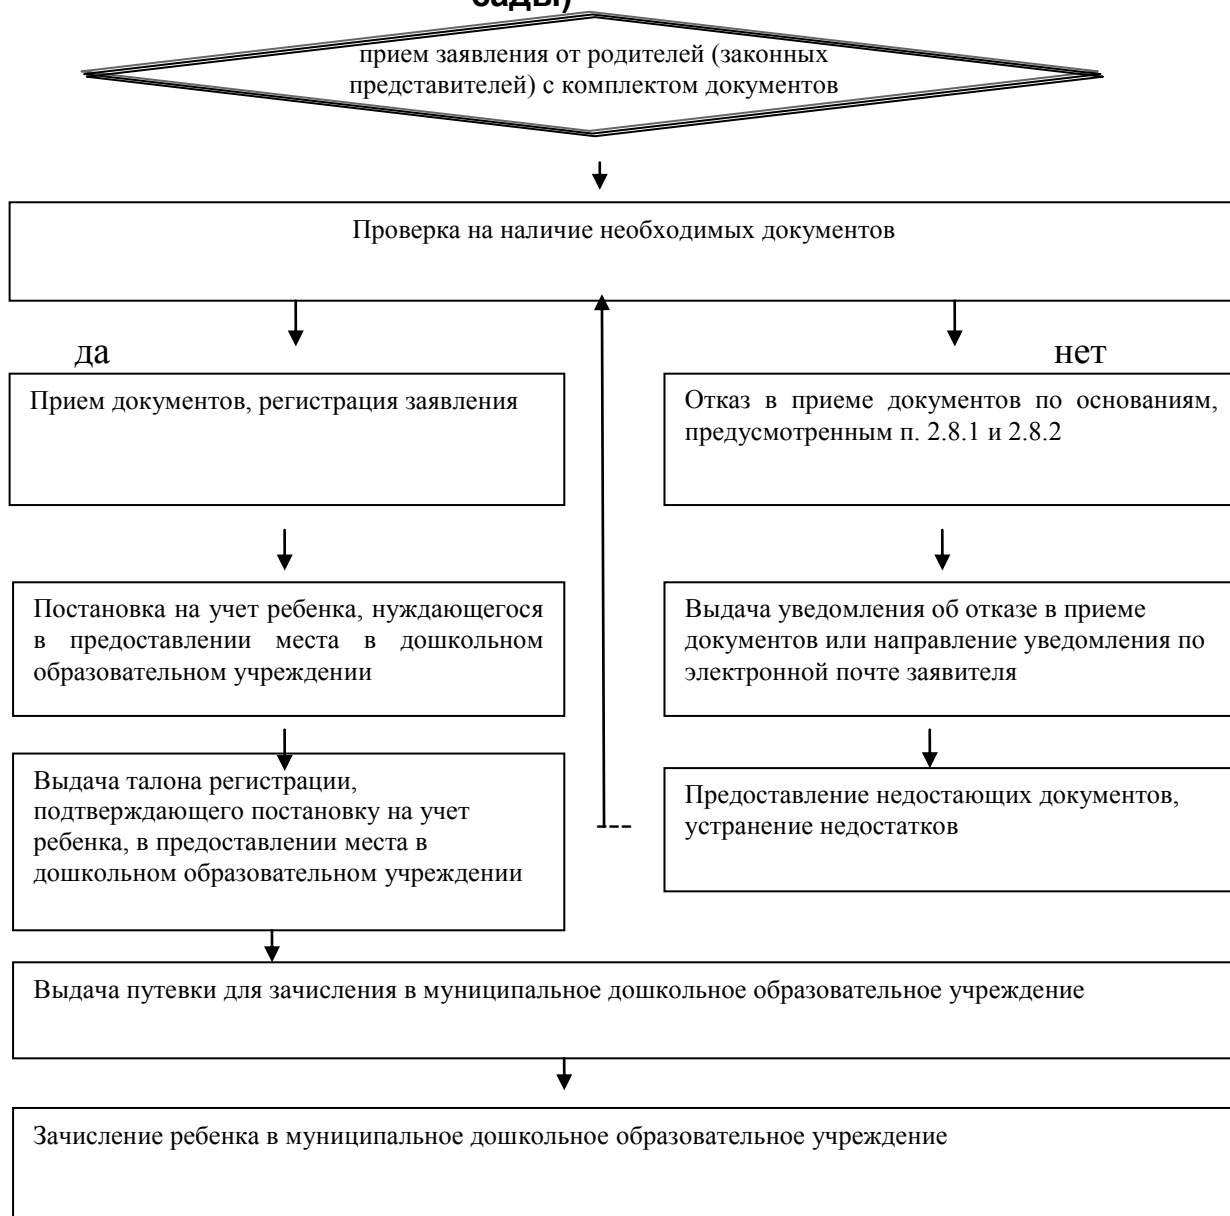 сады)
прием заявления от родителей (законных
представителей) с комплектом документов
Проверка на наличие необходимых документов
да
нет
Прием документов, регистрация заявления
Отказ в приеме документов по основаниям,
предусмотренным п. 2.8.1 и 2.8.2
Постановка на учет ребенка, нуждающегося
в предоставлении места в дошкольном
образовательном учреждении
Выдача уведомления об отказе в приеме
документов или направление уведомления по
электронной почте заявителя
Выдача талона регистрации,
подтверждающего постановку на учет
ребенка, в предоставлении места в
дошкольном образовательном учреждении
Предоставление недостающих документов,
устранение недостатков
Выдача путевки для зачисления в муниципальное дошкольное образовательное учреждение
Зачисление ребенка в муниципальное дошкольное образовательное учреждение